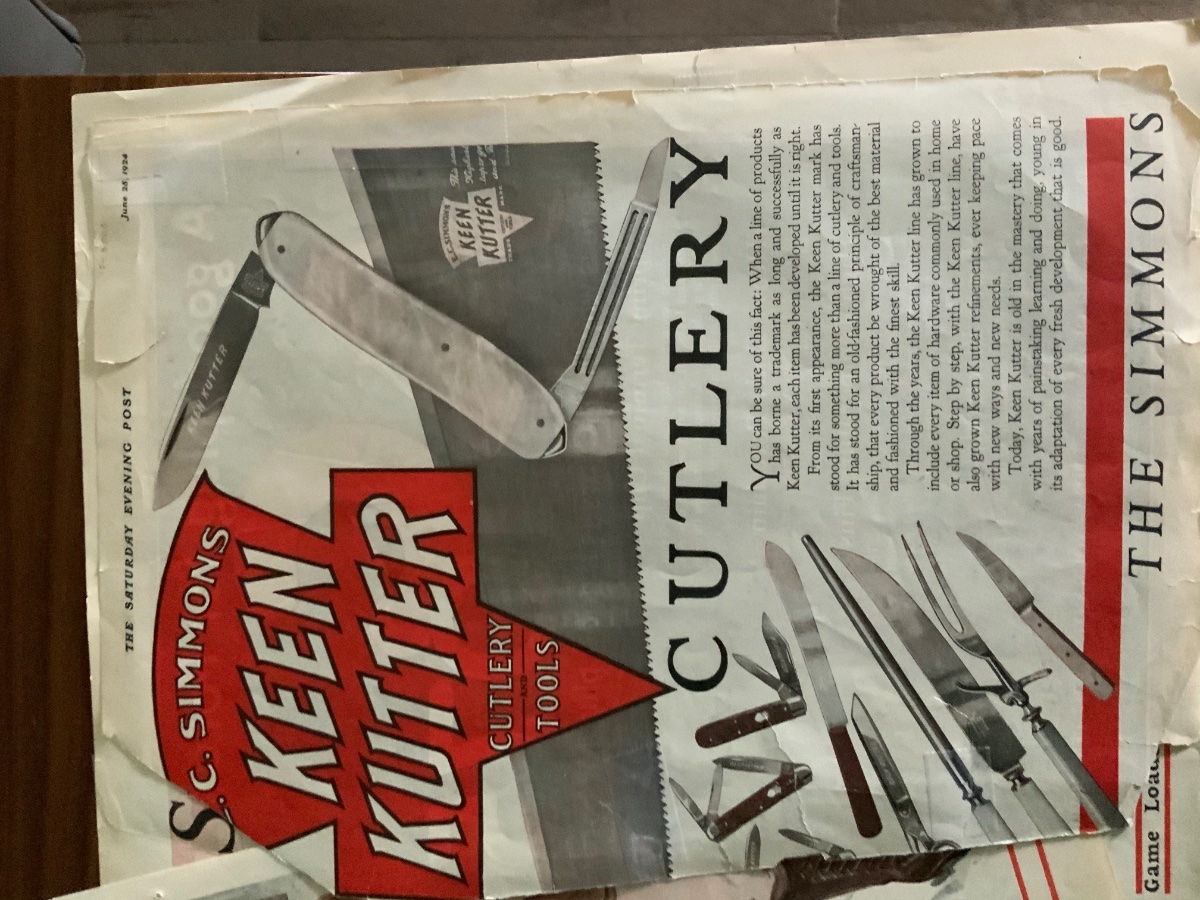 THE SATURDAY EVENING POST
June 28, 1924
S
S.C. SIMMONS
KEEN
KUTTER
CUTLERY
AND
TOOLS
KEEN KUTTER
E.C. SIMMONS
KEEN
KUTTER
CUTLERY
YOU can be sure of this fact: When a line of products
has borne a trademark as long and successfully as
Keen Kutter, each item has been developed until it is right.
From its first appearance, the Keen Kutter mark has
stood for something more than a line of cutlery and tools.
It has stood for an old-fashioned principle of craftsman-
ship, that every product be wrought of the best material
and fashioned with the finest skill.
Through the years, the Keen Kutter line has grown to
include every item of hardware commonly used in home
or shop. Step by step, with the Keen Kutter line, have
also grown Keen Kutter refinements, ever keeping pace
with new ways and new needs.
Today, Keen Kutter is old in the mastery that comes
with years of painstaking learning and doing, young in
its adaptation of every fresh development that is good.
THE SIMMONS
Game Load